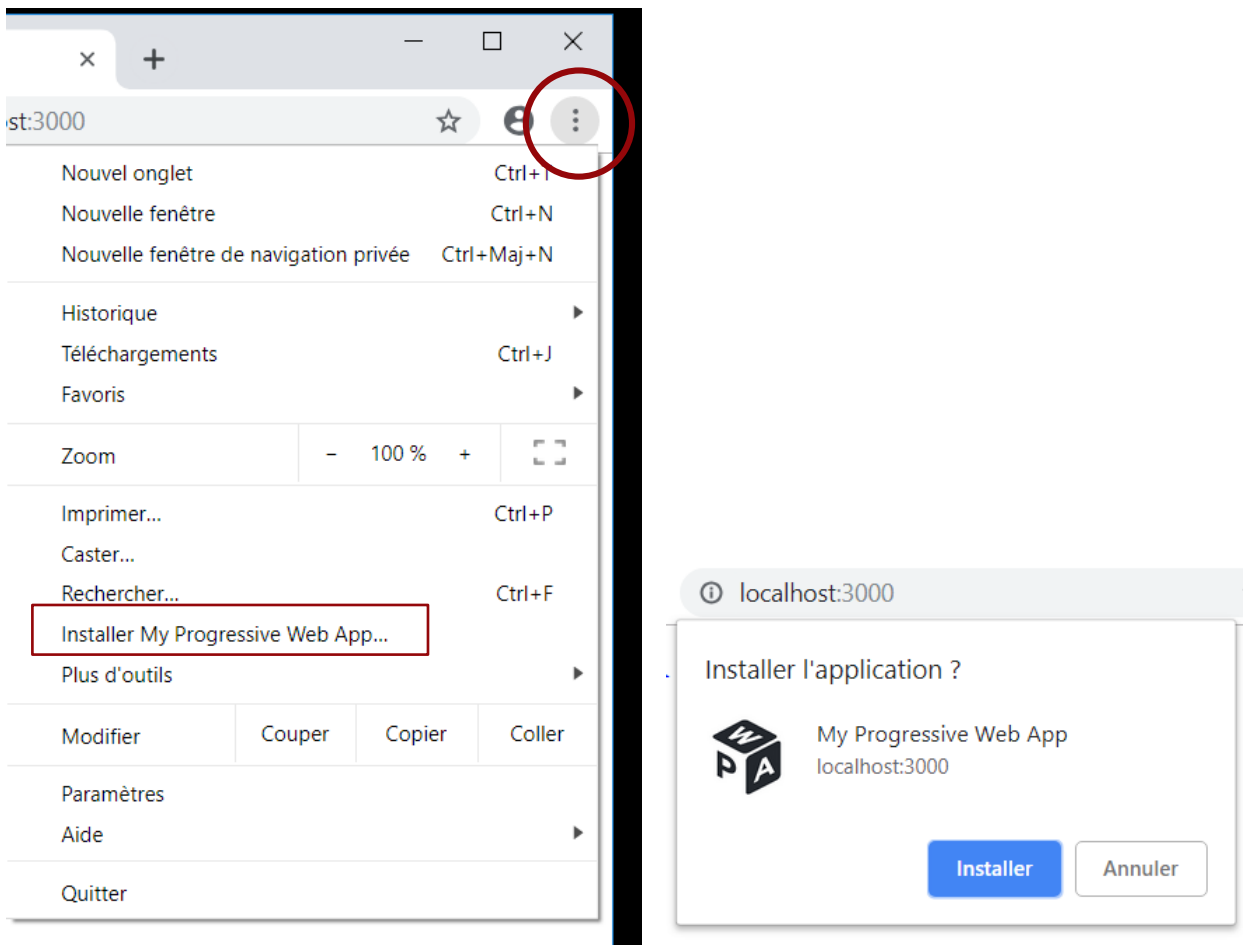 st:3000
Nouvel onglet Ctrl+T
Nouvelle fenêtre Ctrl+N
Nouvelle fenêtre de navigation privée Ctrl+Maj+N
Historique
Téléchargements Ctrl+J
Favoris
Zoom - 100 % +
Imprimer... Ctrl+P
Caster...
Rechercher... Ctrl+F
Installer My Progressive Web App...
Plus d'outils
Modifier Couper Copier Coller
Paramètres
Aide
Quitter
localhost:3000
Installer l'application ?
PWA
My Progressive Web App
localhost:3000
Installer Annuler